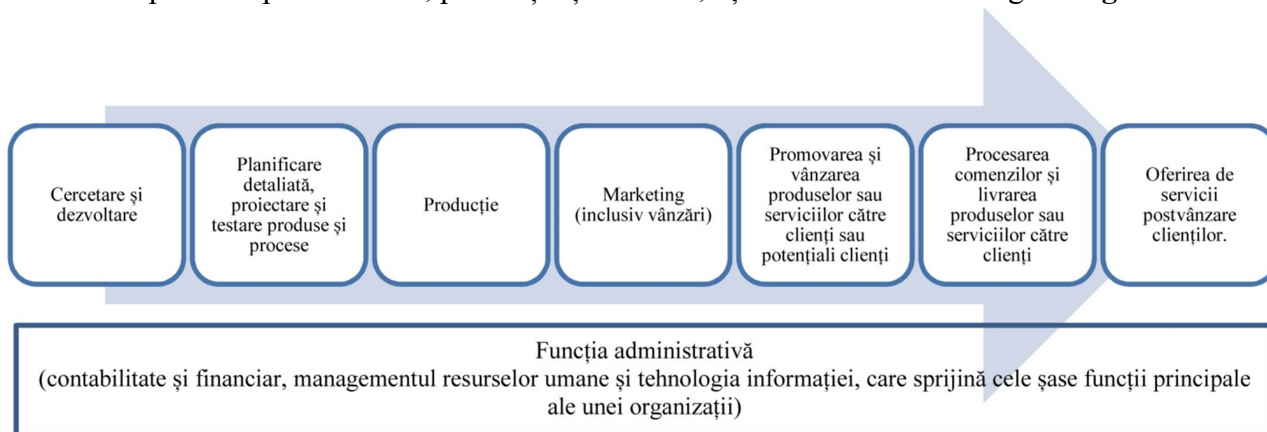 Cercetare și
dezvoltare
Planificare
detaliată,
proiectare și
testare produse și
procese
Producție
Marketing
(inclusiv vânzări)
Promovarea și
vânzarea
produselor sau
serviciilor către
clienți sau
potențiali clienți
Procesarea
comenzilor și
livrarea
produselor sau
serviciilor către
clienți
Oferirea de
servicii
postvânzare
clienților.
Funcția administrativă
(contabilitate și financiar, managementul resurselor umane și tehnologia informației, care sprijină cele șase funcții principale
ale unei organizații)